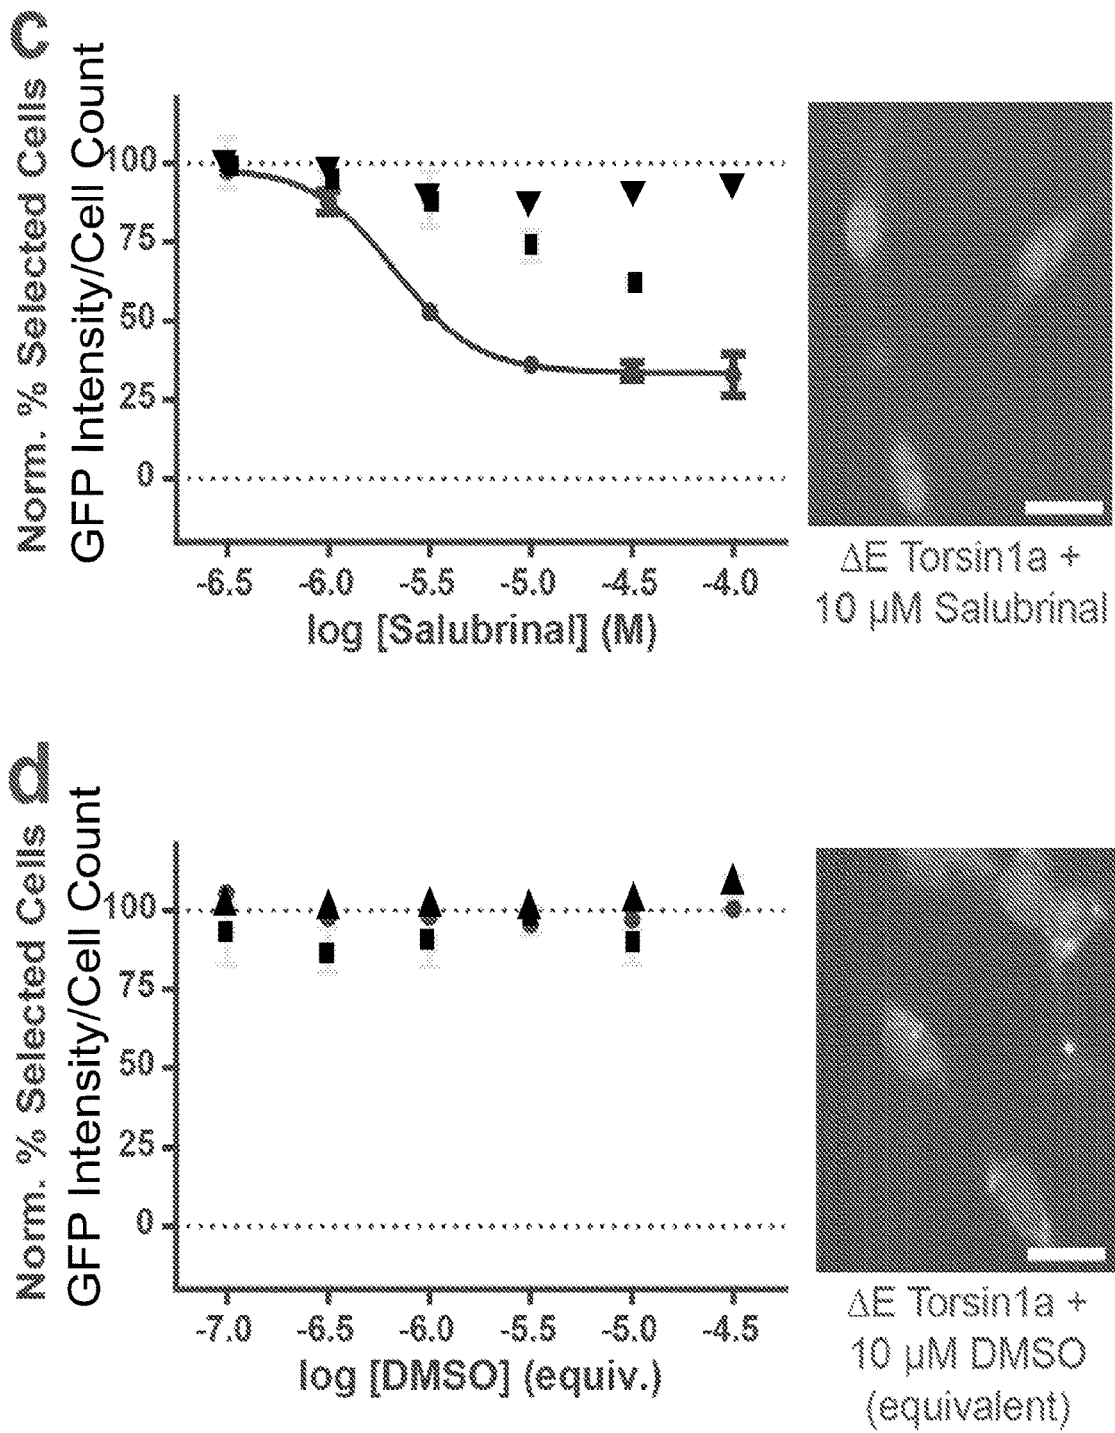 c
Norm. % Selected Cells
GFP Intensity/Cell Count
100
75
50
25
0
-6.5 -6.0 -5.5 -5.0 -4.5 -4.0
log [Salubrinal] (M)
ΔE Torsin1a +
10 µM Salubrinal
d
Norm. % Selected Cells
GFP Intensity/Cell Count
100
75
50
25
0
-7.0 -6.5 -6.0 -5.5 -5.0 -4.5
log [DMSO] (equiv.)
ΔE Torsin1a +
10 µM DMSO
(equivalent)